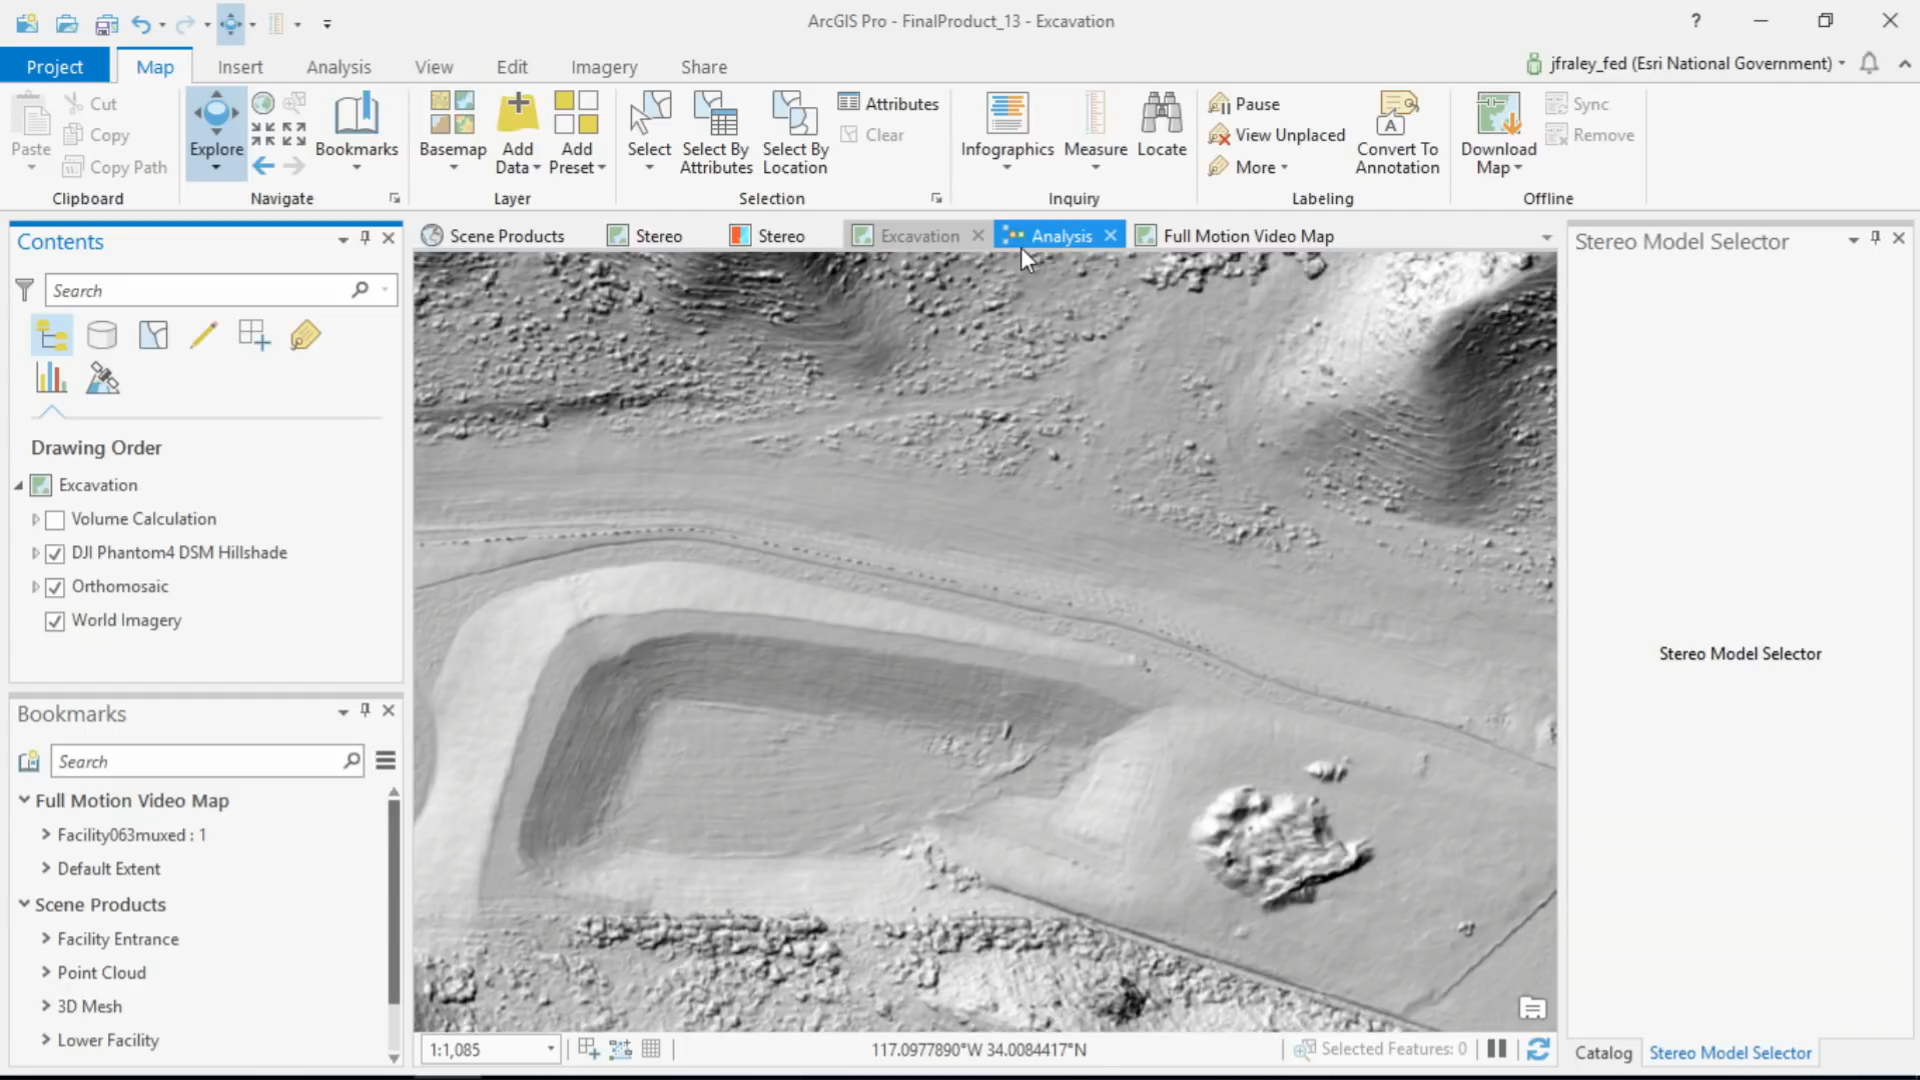 ArcGIS Pro - FinalProduct_13 - Excavation
?
Project Map Insert Analysis View Edit Imagery Share
jfraley_fed (Esri National Government)
Paste
Cut
Copy
Copy Path
Clipboard
Explore
Bookmarks
Navigate
Basemap
Add Data
Add Preset
Layer
Select
Select By Attributes
Select By Location
Attributes
Clear
Selection
Infographics
Measure
Locate
Inquiry
Pause
View Unplaced
More
Convert To Annotation
A
Labeling
Download Map
Sync
Remove
Offline
Contents
Search
Drawing Order
Excavation
Volume Calculation
DJI Phantom4 DSM Hillshade
Orthomosaic
World Imagery
Bookmarks
Search
Full Motion Video Map
Facility063muxed : 1
Default Extent
Scene Products
Facility Entrance
Point Cloud
3D Mesh
Lower Facility
Scene Products Stereo Stereo Excavation Analysis Full Motion Video Map
1:1,085
117.0977890°W 34.0084417°N
Selected Features: 0
Stereo Model Selector
Stereo Model Selector
Catalog Stereo Model Selector